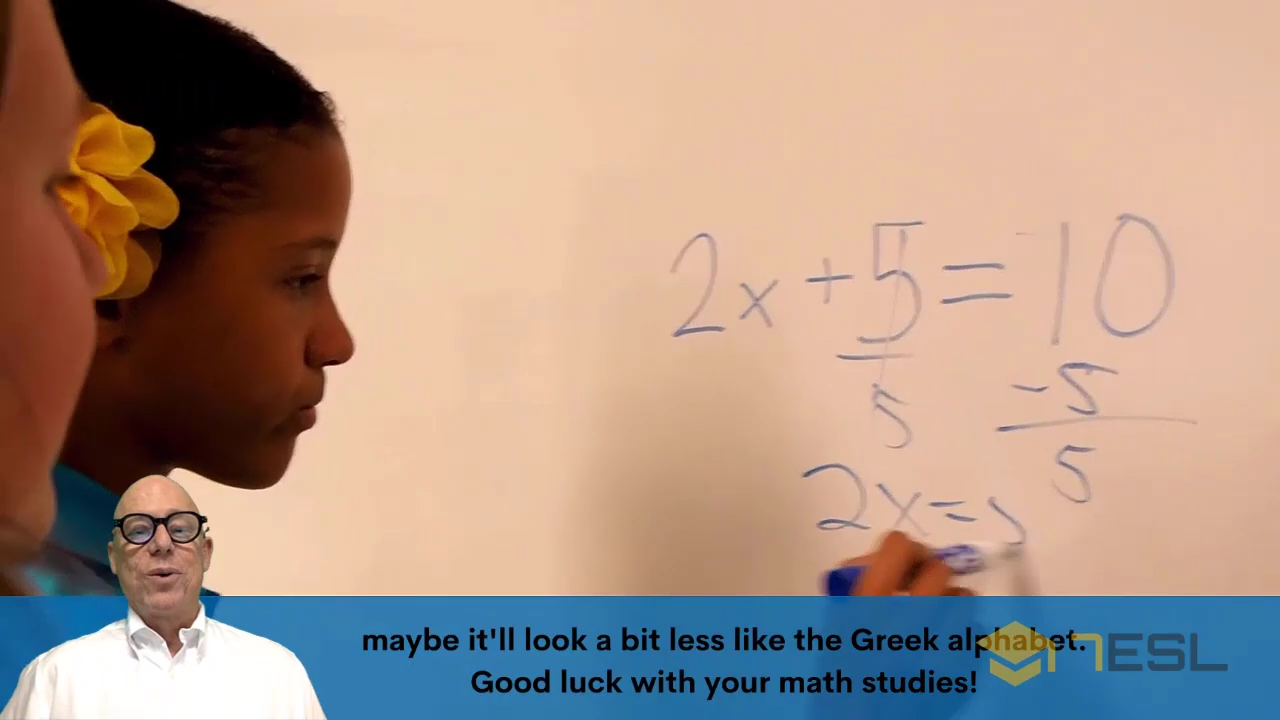 2x + 5 = 10
5
-5
5
2x = 5
maybe it'll look a bit less like the Greek alphabet.
Good luck with your math studies!
ESL